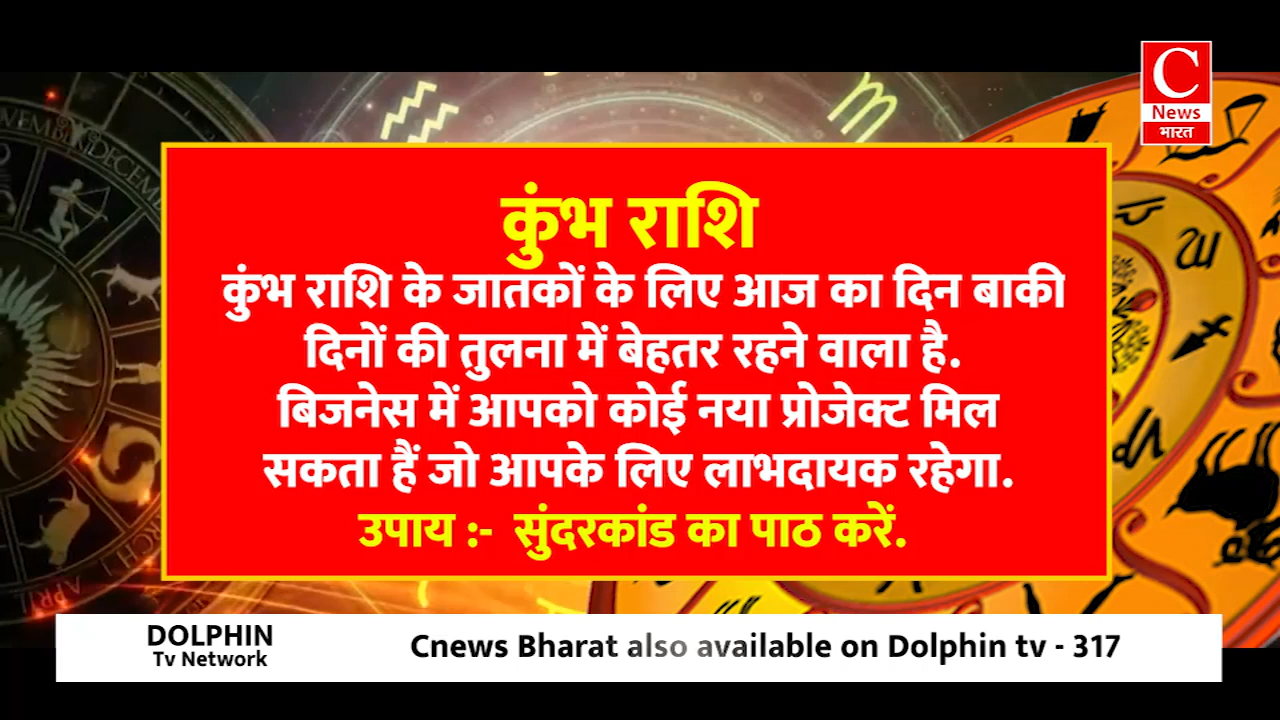 C
News
भारत
कुंभ राशि
कुंभ राशि के जातकों के लिए आज का दिन बाकी
दिनों की तुलना में बेहतर रहने वाला है.
बिजनेस में आपको कोई नया प्रोजेक्ट मिल
सकता हैं जो आपके लिए लाभदायक रहेगा.
उपाय :- सुंदरकांड का पाठ करें.
DOLPHIN
Tv Network
Cnews Bharat also available on Dolphin tv - 317